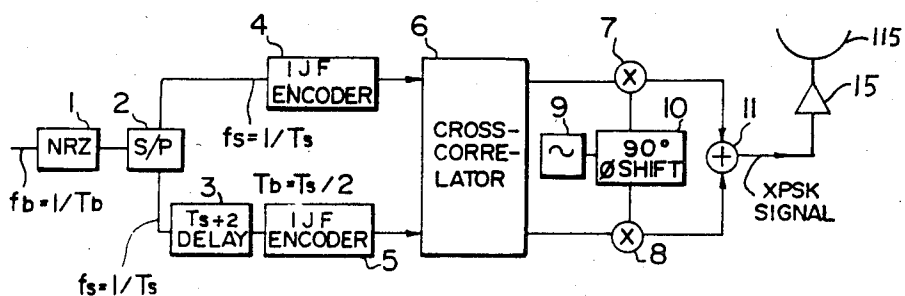 4
6
7
115
1
2
I J F
ENCODER
9
10
15
NRZ
S/P
fs=1/Ts
CROSS-
CORRE-
LATOR
X
~
90°
ØSHIFT
11
+
fb=1/Tb
3
Tb=Ts/2
XPSK
SIGNAL
Ts÷2
DELAY
I J F
ENCODER
X
8
5
fs=1/Ts